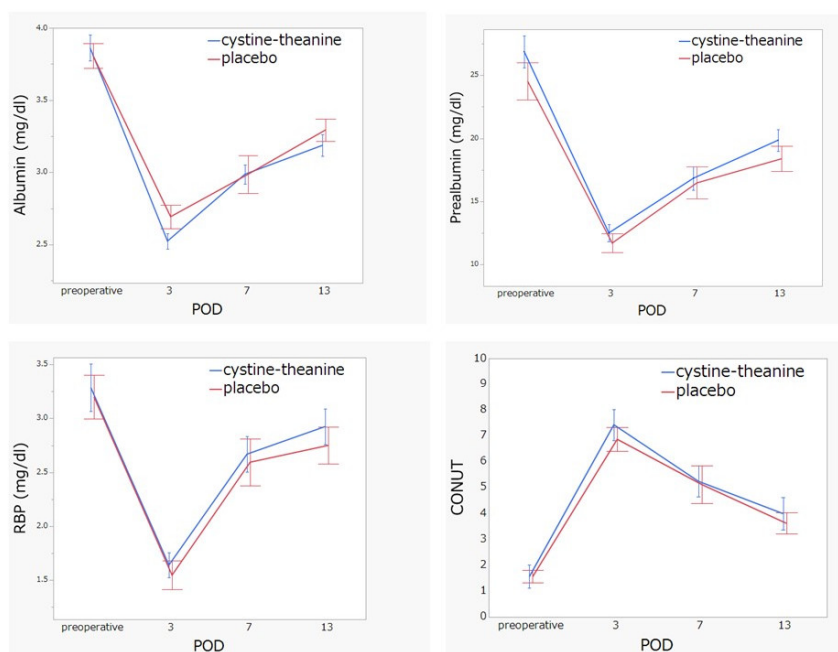 4.0
3.5
3.0
2.5
Albumin (mg/dl)
cystine-theanine
placebo
preoperative 3 7 13
POD
25
20
15
10
Prealbumin (mg/dl)
cystine-theanine
placebo
preoperative 3 7 13
POD
3.5
3.0
2.5
2.0
1.5
RBP (mg/dl)
cystine-theanine
placebo
preoperative 3 7 13
POD
10
9
8
7
6
5
4
3
2
1
0
CONUT
cystine-theanine
placebo
preoperative 3 7 13
POD